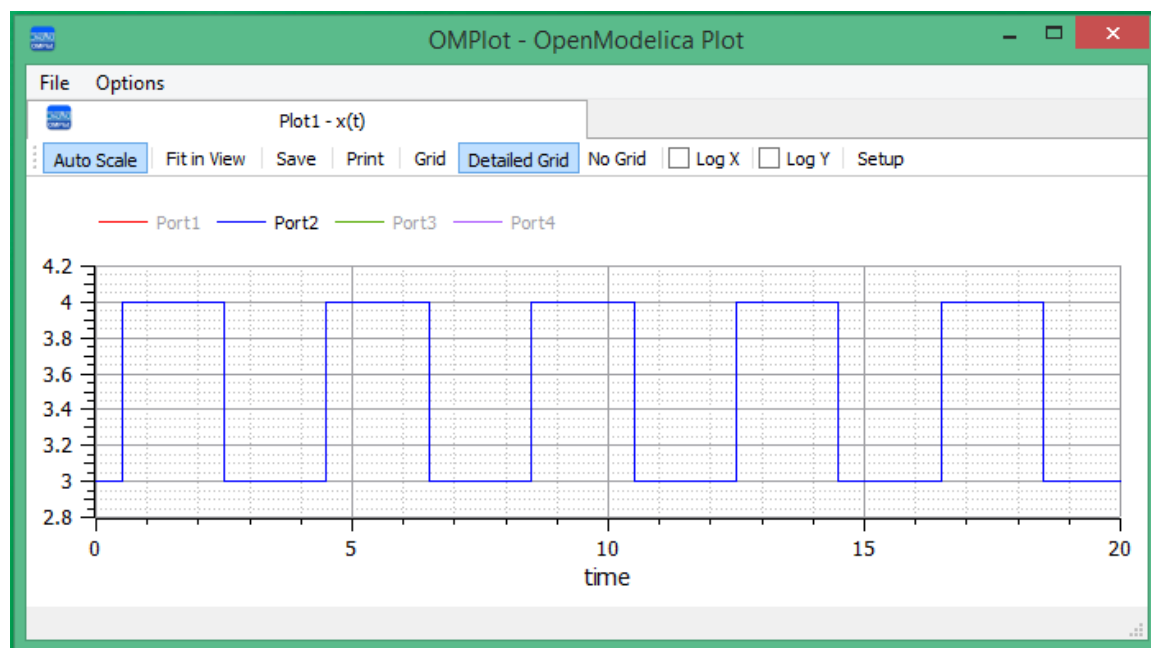 OMPlot - OpenModelica Plot
File Options
Plot1 - x(t)
Auto Scale Fit in View Save Print Grid Detailed Grid No Grid Log X Log Y Setup
Port1 Port2 Port3 Port4
4.2
4
3.8
3.6
3.4
3.2
3
2.8
0 5 10 15 20
time